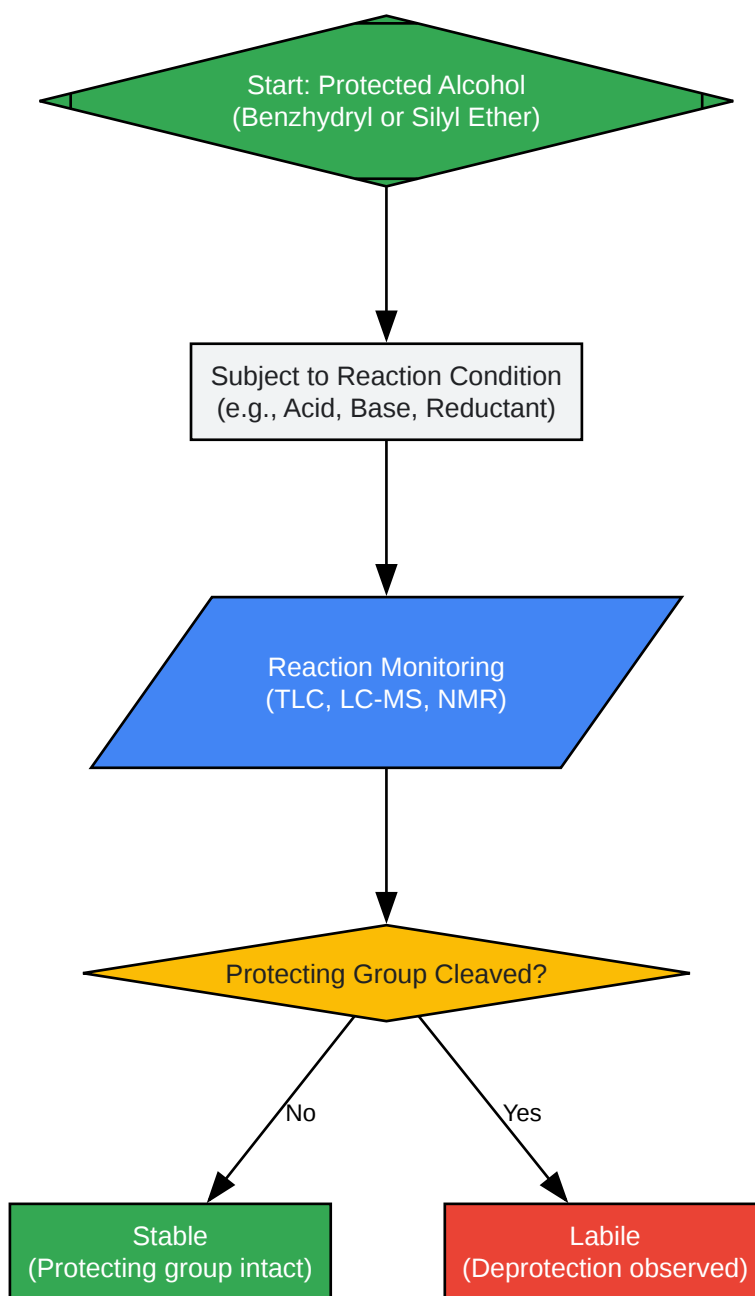 Start: Protected Alcohol
(Benzhydryl or Silyl Ether)
Subject to Reaction Condition
(e.g., Acid, Base, Reductant)
Reaction Monitoring
(TLC, LC-MS, NMR)
Protecting Group Cleaved?
No
Yes
Stable
(Protecting group intact)
Labile
(Deprotection observed)